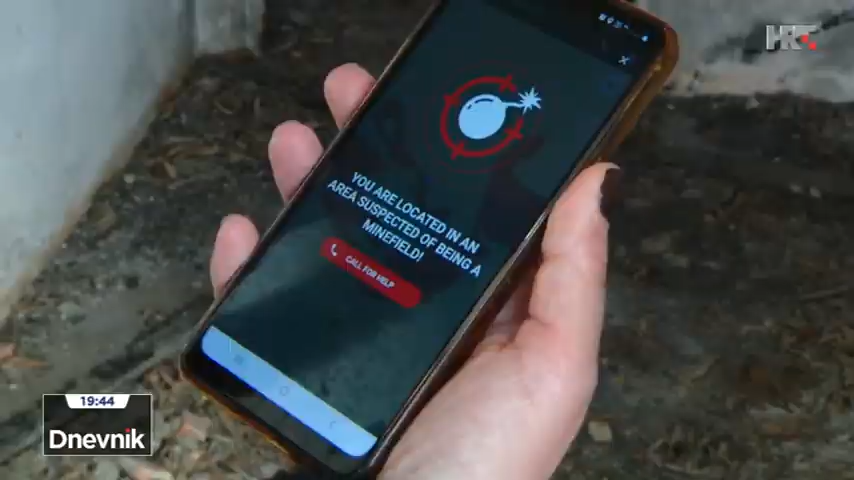 HRT
YOU ARE LOCATED IN AN
AREA SUSPECTED OF BEING A
MINEFIELD!
CALL FOR HELP
19:44
Dnevnik